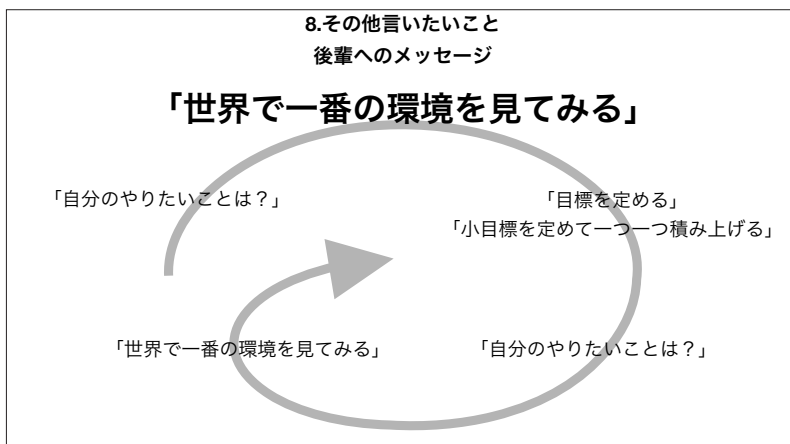 8.その他言いたいこと
後輩へのメッセージ
「世界で一番の環境を見てみる」
「自分のやりたいことは？」
「目標を定める」
「小目標を定めて一つ一つ積み上げる」
「世界で一番の環境を見てみる」
「自分のやりたいことは？」